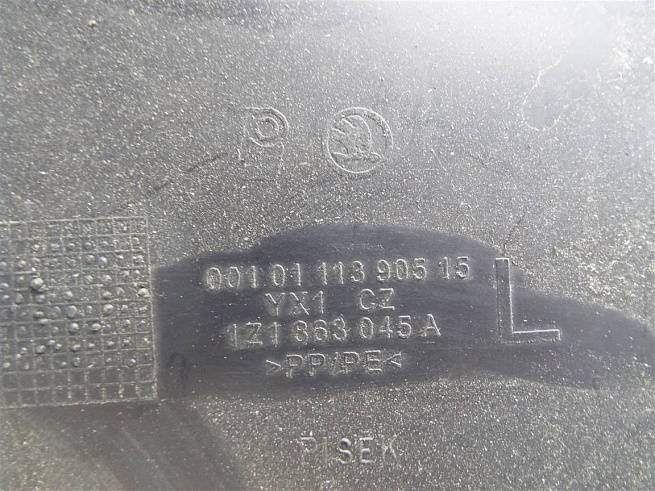 001 01 113 905 15
YX1 CZ
1Z1 863 045 A
L
>PP/PE<
PISEK